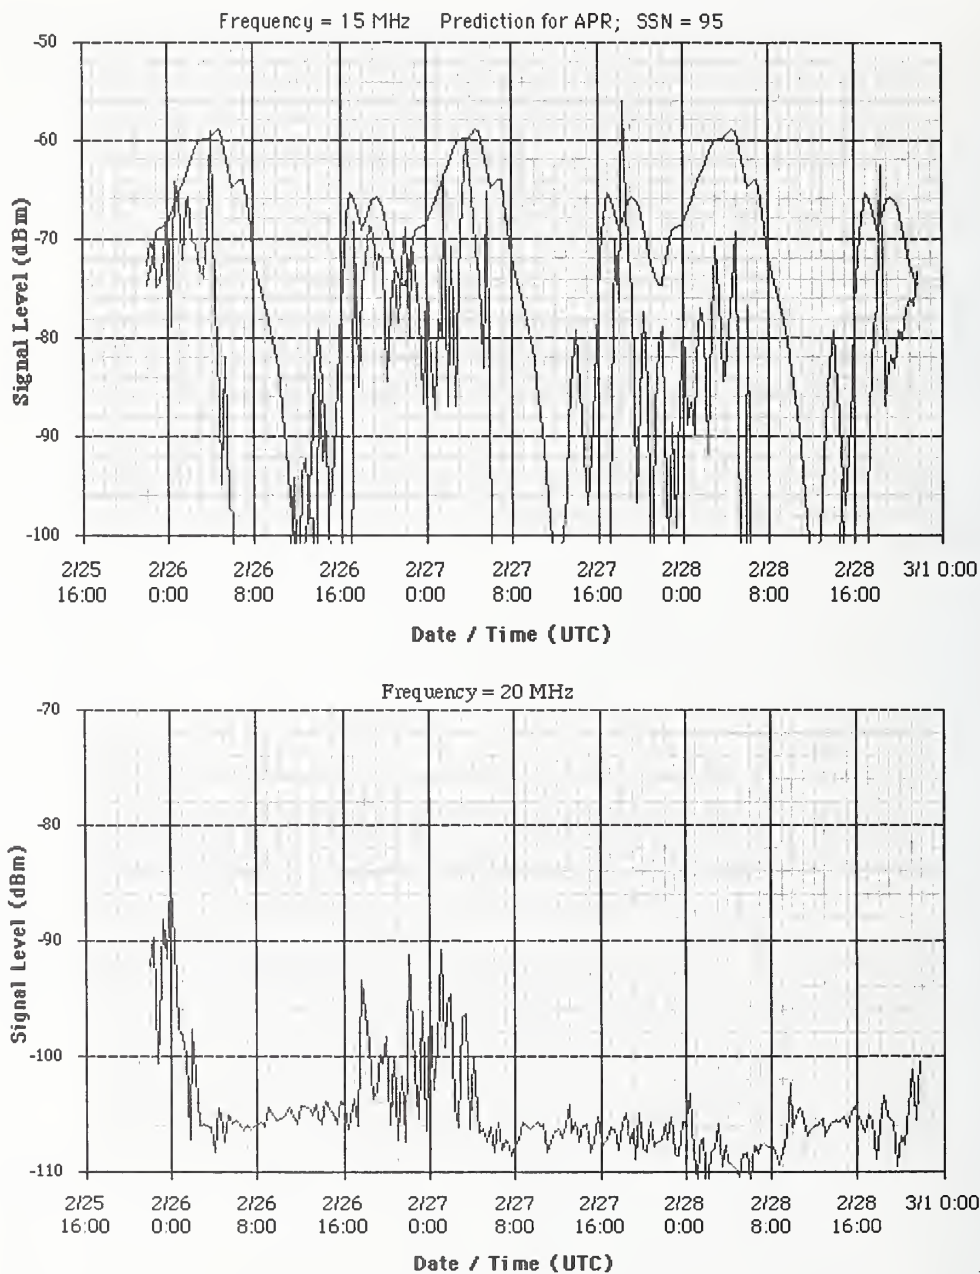 Frequency = 15 MHz    Prediction for APR;  SSN = 95
-50
-60
-70
-80
-90
-100
Signal Level (dBm)
2/25 2/26 2/26 2/26 2/27 2/27 2/27 2/28 2/28 2/28 3/1 0:00
16:00 0:00 8:00 16:00 0:00 8:00 16:00 0:00 8:00 16:00
Date / Time (UTC)
Frequency = 20 MHz
-70
-80
-90
-100
-110
Signal Level (dBm)
2/25 2/26 2/26 2/26 2/27 2/27 2/27 2/28 2/28 2/28 3/1 0:00
16:00 0:00 8:00 16:00 0:00 8:00 16:00 0:00 8:00 16:00
Date / Time (UTC)